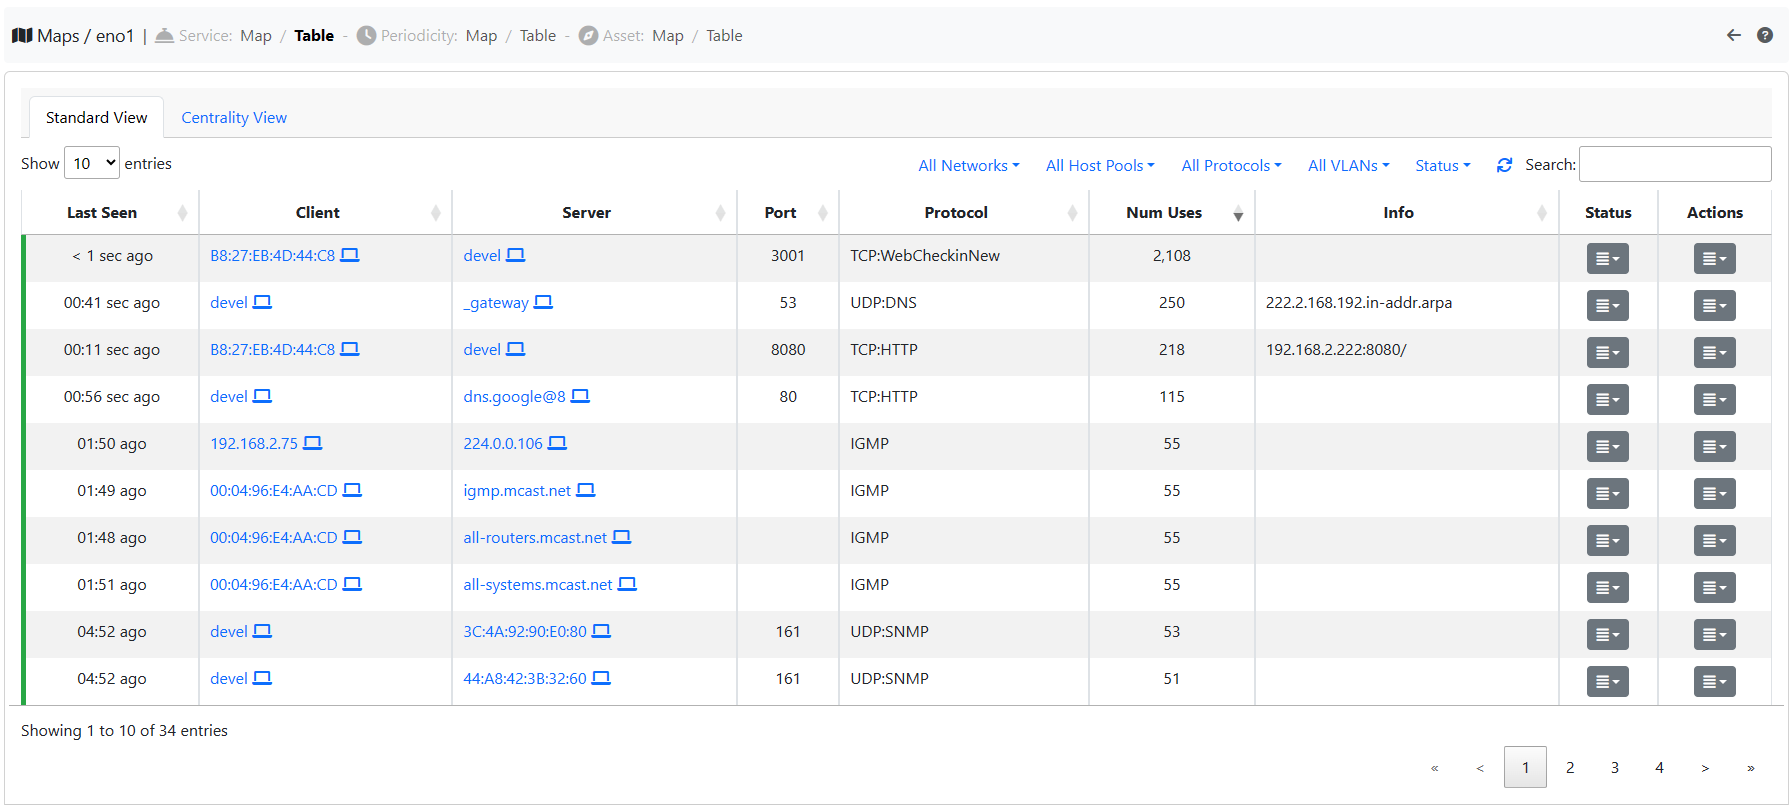 Maps / eno1 | Service: Map / Table - Periodicity: Map / Table - Asset: Map / Table
Standard View Centrality View
Show 10 entries All Networks All Host Pools All Protocols All VLANs Status Search:
Last Seen Client Server Port Protocol Num Uses Info Status Actions
< 1 sec ago B8:27:EB:4D:44:C8 devel 3001 TCP:WebCheckinNew 2,108
00:41 sec ago devel _gateway 53 UDP:DNS 250 222.2.168.192.in-addr.arpa
00:11 sec ago B8:27:EB:4D:44:C8 devel 8080 TCP:HTTP 218 192.168.2.222:8080/
00:56 sec ago devel dns.google@8 80 TCP:HTTP 115
01:50 ago 192.168.2.75 224.0.0.106 IGMP 55
01:49 ago 00:04:96:E4:AA:CD igmp.mcast.net IGMP 55
01:48 ago 00:04:96:E4:AA:CD all-routers.mcast.net IGMP 55
01:51 ago 00:04:96:E4:AA:CD all-systems.mcast.net IGMP 55
04:52 ago devel 3C:4A:92:90:E0:80 161 UDP:SNMP 53
04:52 ago devel 44:A8:42:3B:32:60 161 UDP:SNMP 51
Showing 1 to 10 of 34 entries
« < 1 2 3 4 > »